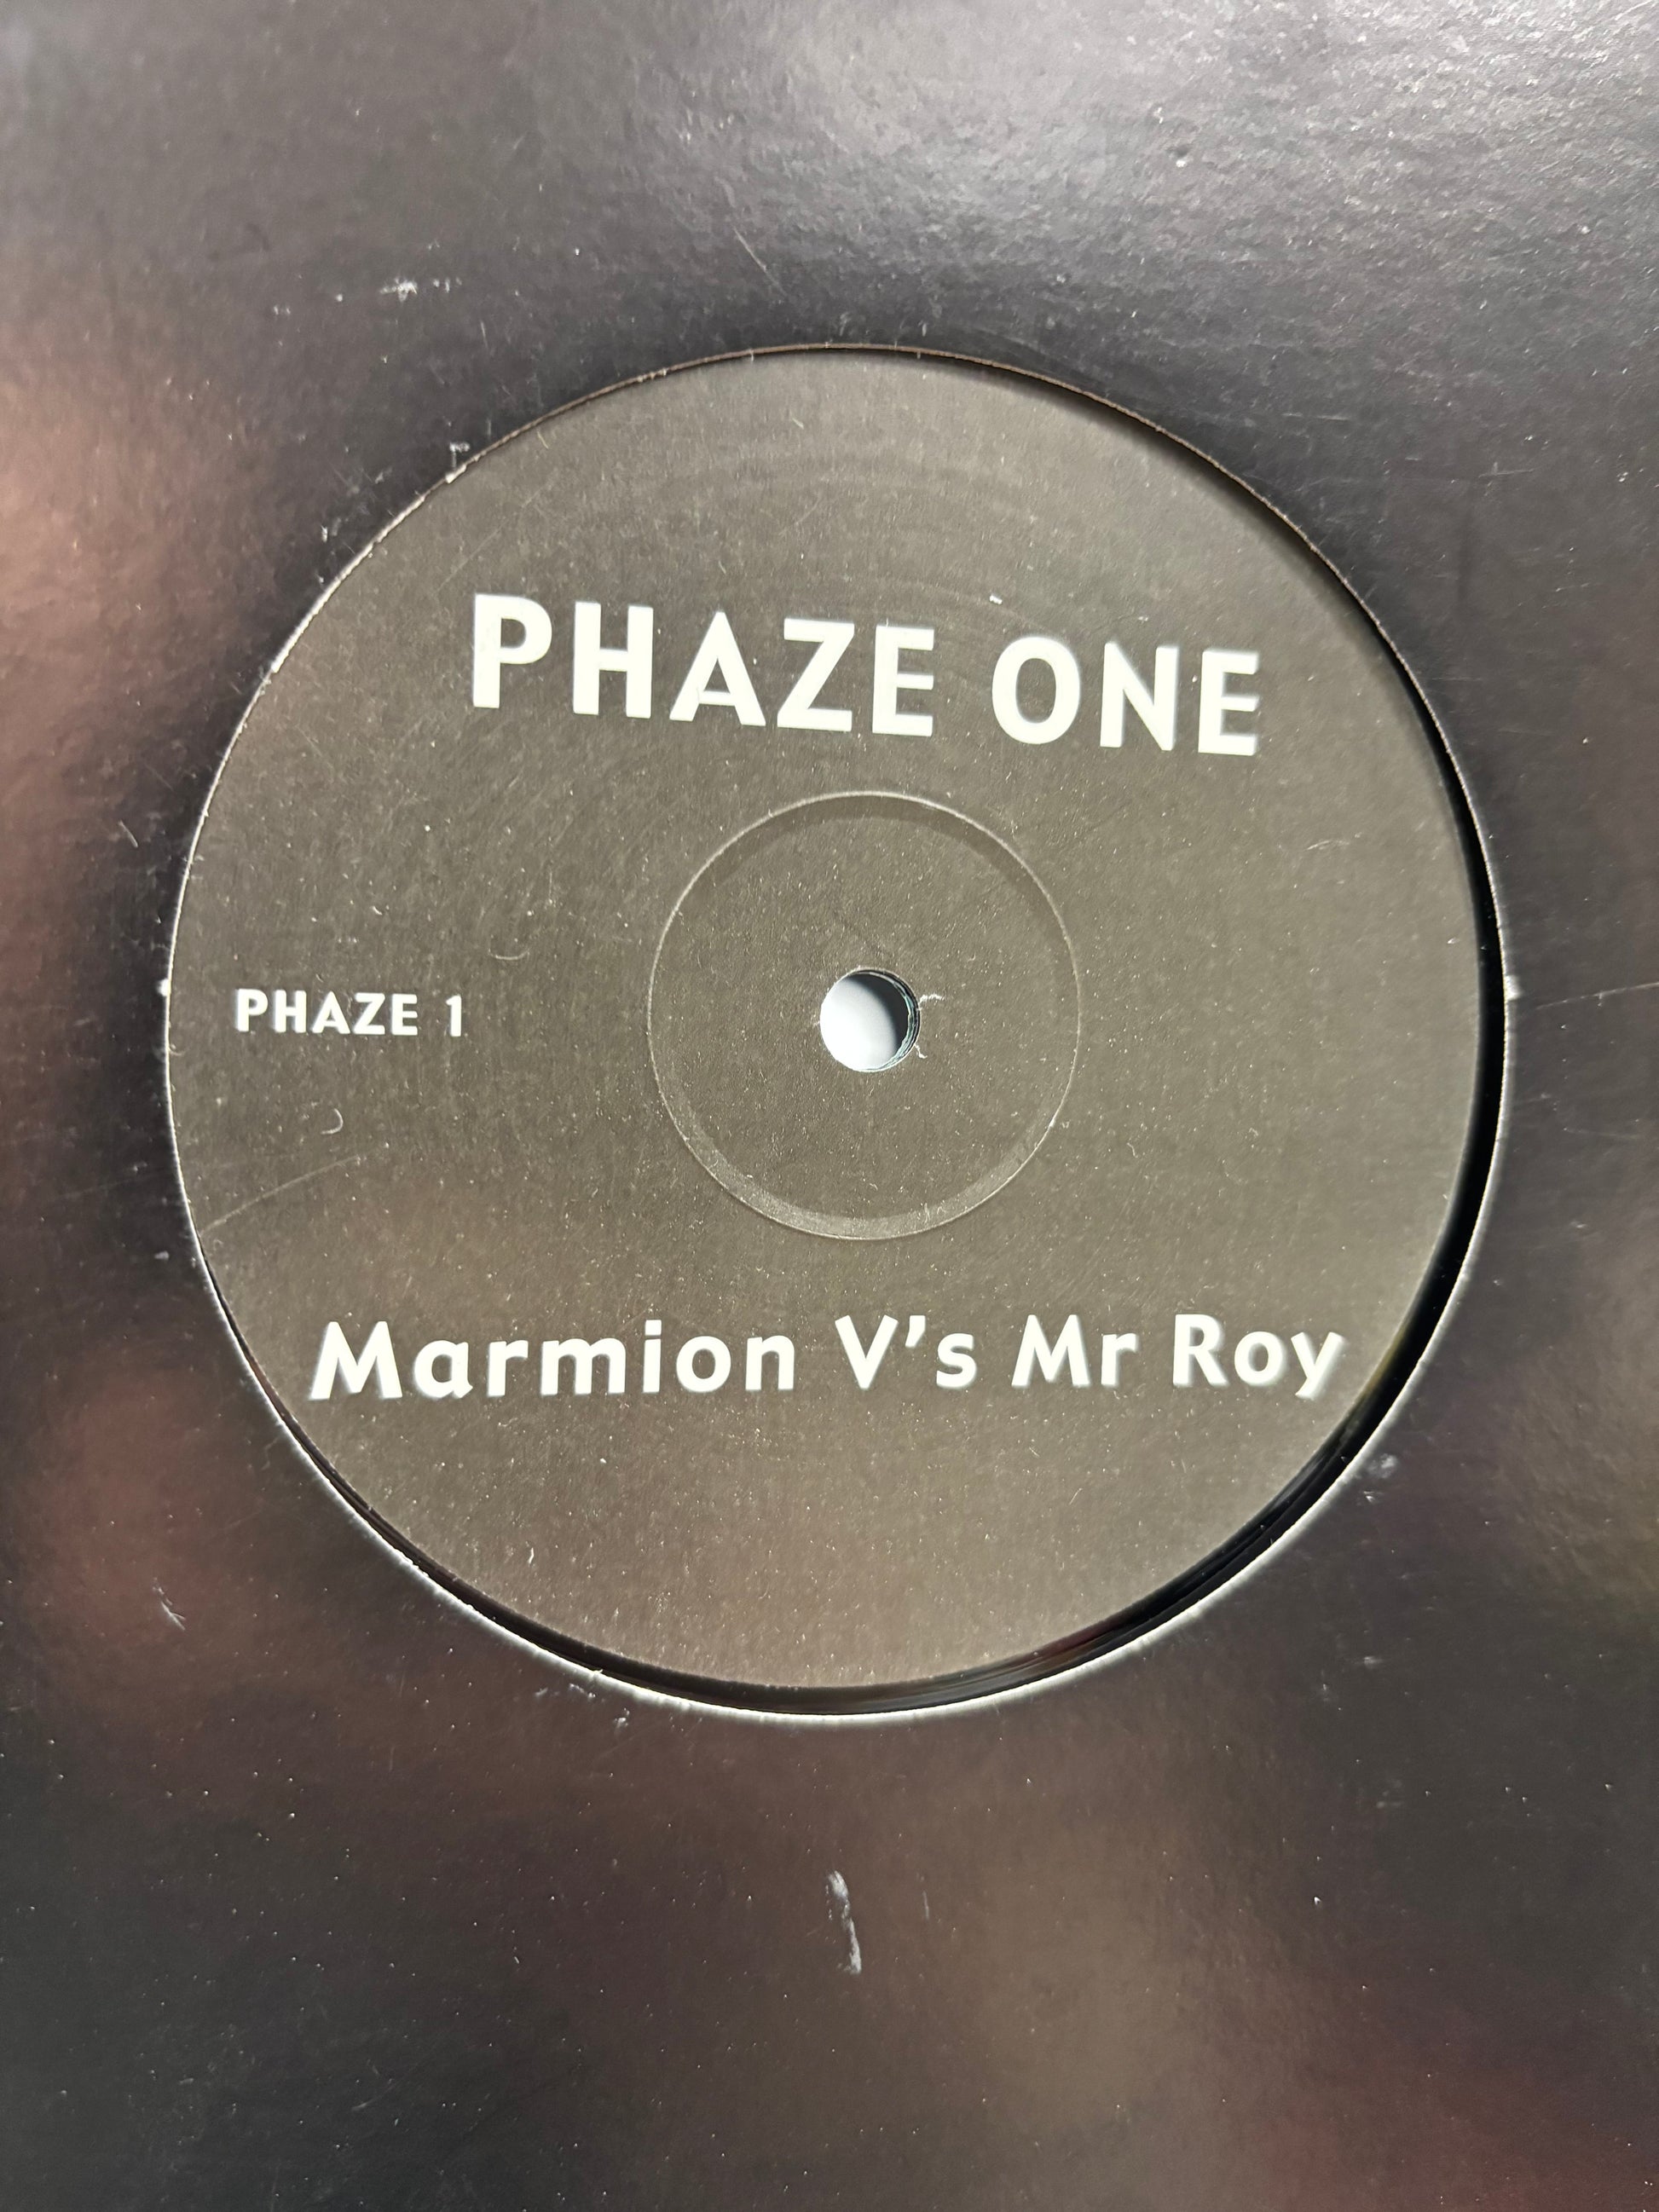 PHAZE ONE
PHAZE 1
Marmion V's Mr Roy